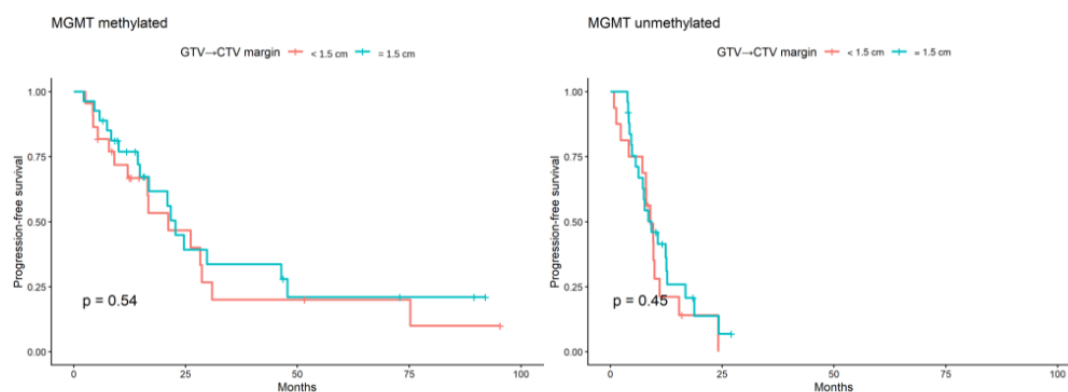 MGMT methylated
GTV→CTV margin < 1.5 cm = 1.5 cm
1.00
0.75
0.50
0.25
0.00
Progression-free survival
p = 0.54
0 25 50 75 100
Months
MGMT unmethylated
GTV→CTV margin < 1.5 cm = 1.5 cm
1.00
0.75
0.50
0.25
0.00
Progression-free survival
p = 0.45
0 25 50 75 100
Months